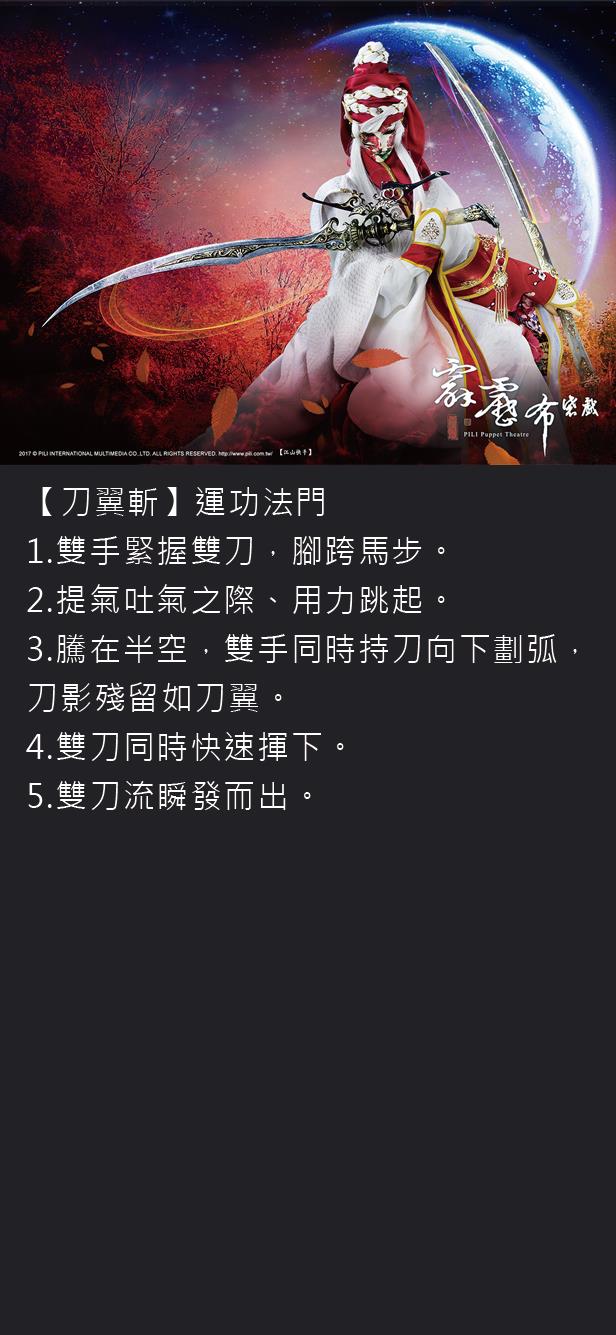 霹靂布袋戲
PILI Puppet Theatre
2017 © PILI INTERNATIONAL MULTIMEDIA CO.,LTD. ALL RIGHTS RESERVED. http://www.pili.com.tw/ 【江山快手】
【刀翼斬】運功法門
1.雙手緊握雙刀，腳跨馬步。
2.提氣吐氣之際、用力跳起。
3.騰在半空，雙手同時持刀向下劃弧，
刀影殘留如刀翼。
4.雙刀同時快速揮下。
5.雙刀流瞬發而出。